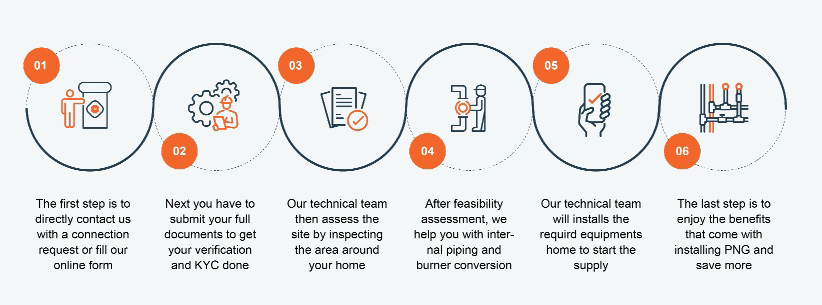 01
The first step is to
directly contact us
with a connection
request or fill our
online form
02
Next you have to
submit your full
documents to get
your verification
and KYC done
03
Our technical team
then assess the
site by inspecting
the area around
your home
04
After feasibility
assessment, we
help you with inter-
nal piping and
burner conversion
05
Our technical team
will installs the
requird equipments
home to start the
supply
06
The last step is to
enjoy the benefits
that come with
installing PNG and
save more